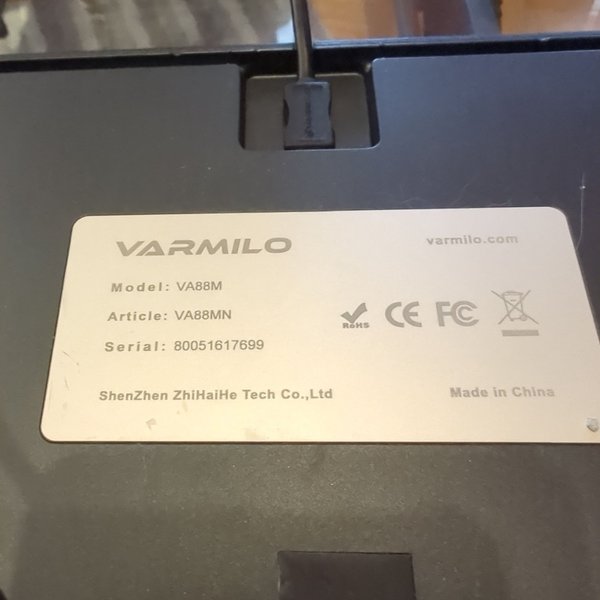 VARMILO
varmilo.com
Model: VA88M
Article: VA88MN
Serial: 80051617699
RoHS CE FC
ShenZhen ZhiHaiHe Tech Co.,Ltd
Made in China